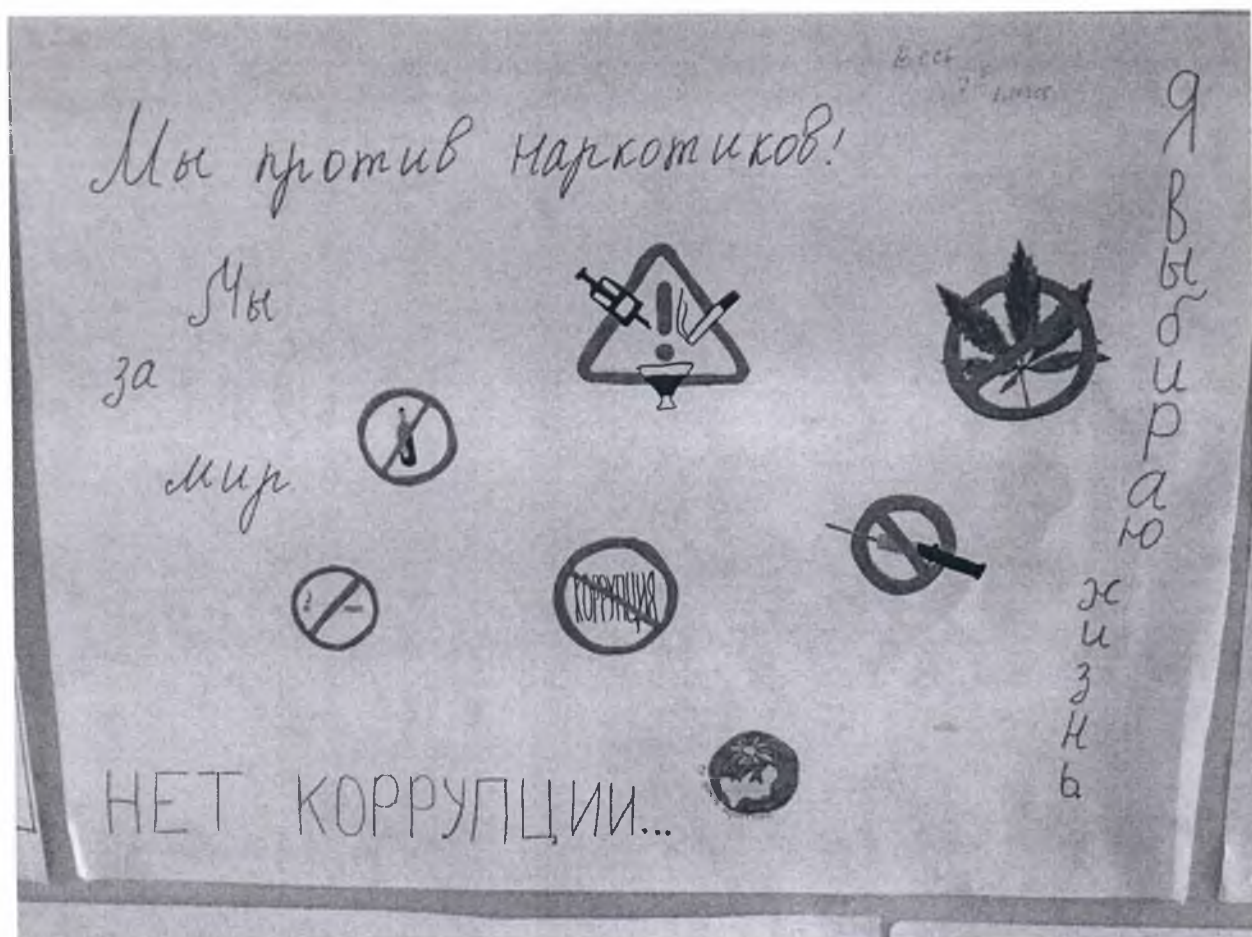 Мы против наркотиков!
Я выбираю жизнь
Мы
за
мир
КОРРУПЦИЯ
НЕТ КОРРУПЦИИ...